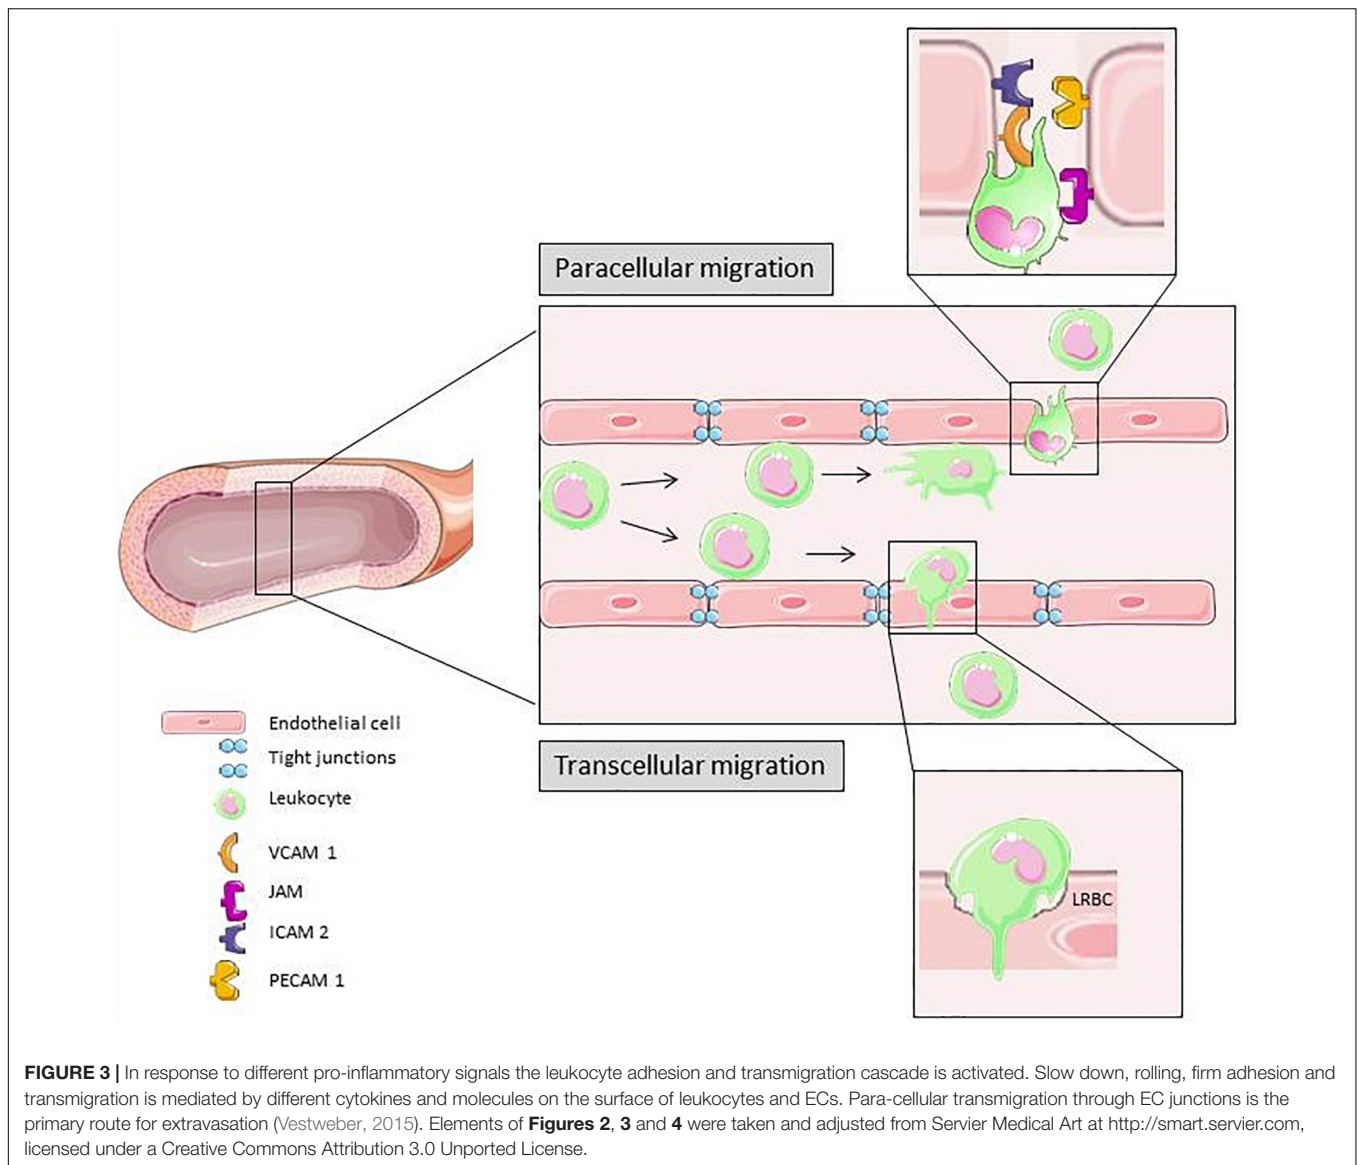 Paracellular migration
Transcellular migration
LRBC
Endothelial cell
Tight junctions
Leukocyte
VCAM 1
JAM
ICAM 2
PECAM 1
FIGURE 3 | In response to different pro-inflammatory signals the leukocyte adhesion and transmigration cascade is activated. Slow down, rolling, firm adhesion and
transmigration is mediated by different cytokines and molecules on the surface of leukocytes and ECs. Para-cellular transmigration through EC junctions is the
primary route for extravasation (Vestweber, 2015). Elements of Figures 2, 3 and 4 were taken and adjusted from Servier Medical Art at http://smart.servier.com,
licensed under a Creative Commons Attribution 3.0 Unported License.